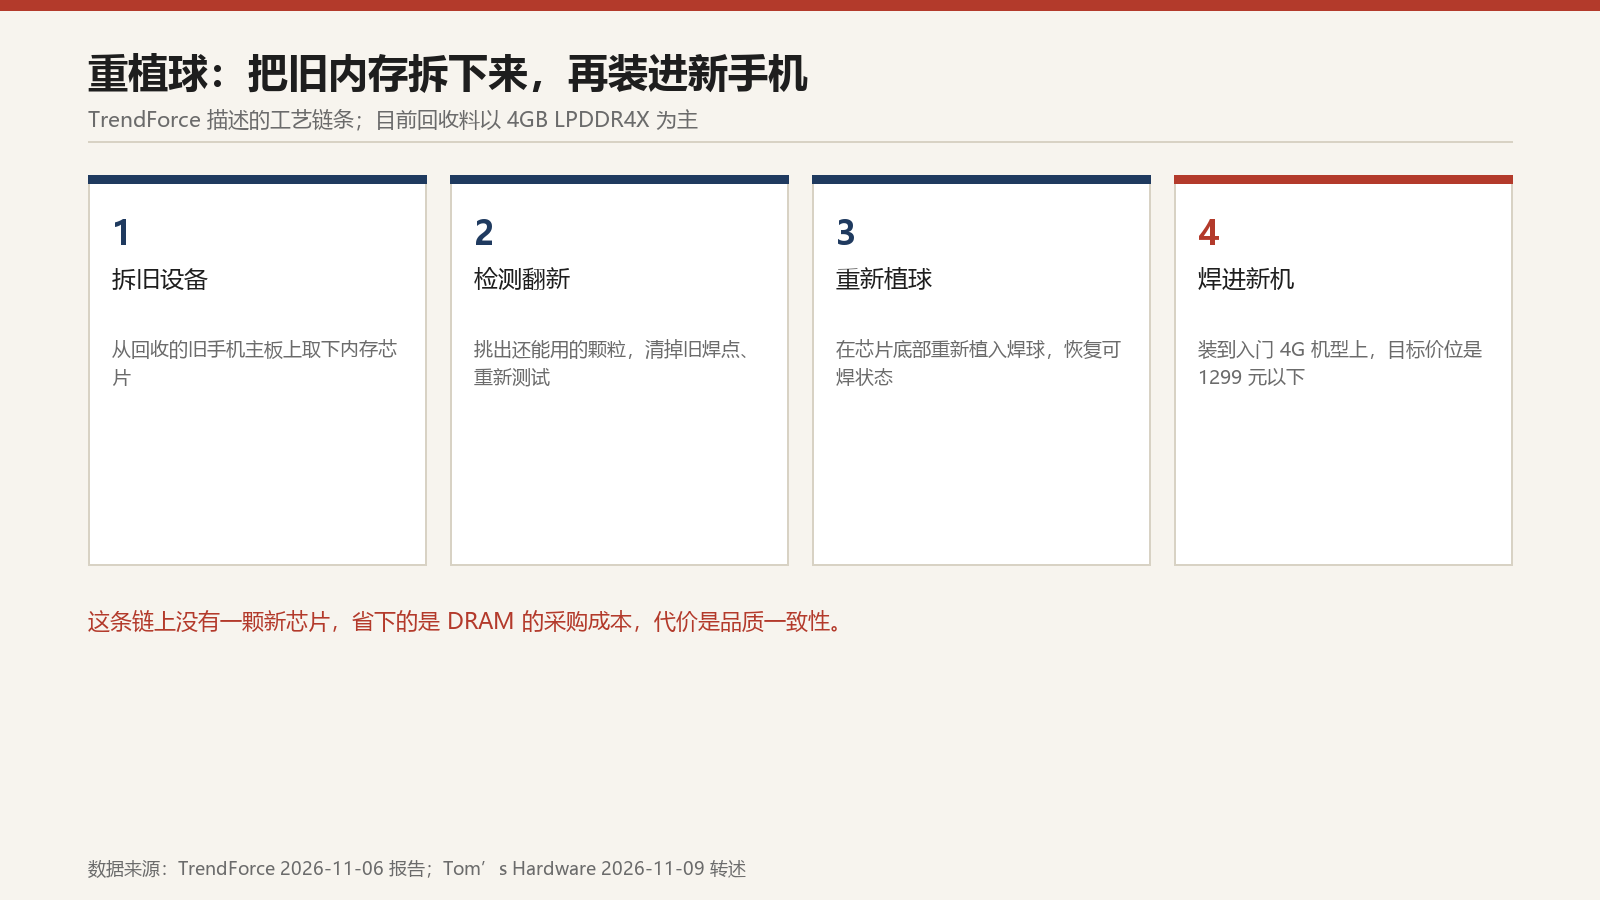 重植球：把旧内存拆下来，再装进新手机
TrendForce 描述的工艺链条；目前回收料以 4GB LPDDR4X 为主
1
拆旧设备
从回收的旧手机主板上取下内存芯
片
2
检测翻新
挑出还能用的颗粒，清掉旧焊点、
重新测试
3
重新植球
在芯片底部重新植入焊球，恢复可
焊状态
4
焊进新机
装到入门 4G 机型上，目标价位是
1299 元以下
这条链上没有一颗新芯片，省下的是 DRAM 的采购成本，代价是品质一致性。
数据来源：TrendForce 2026-11-06 报告；Tom’s Hardware 2026-11-09 转述